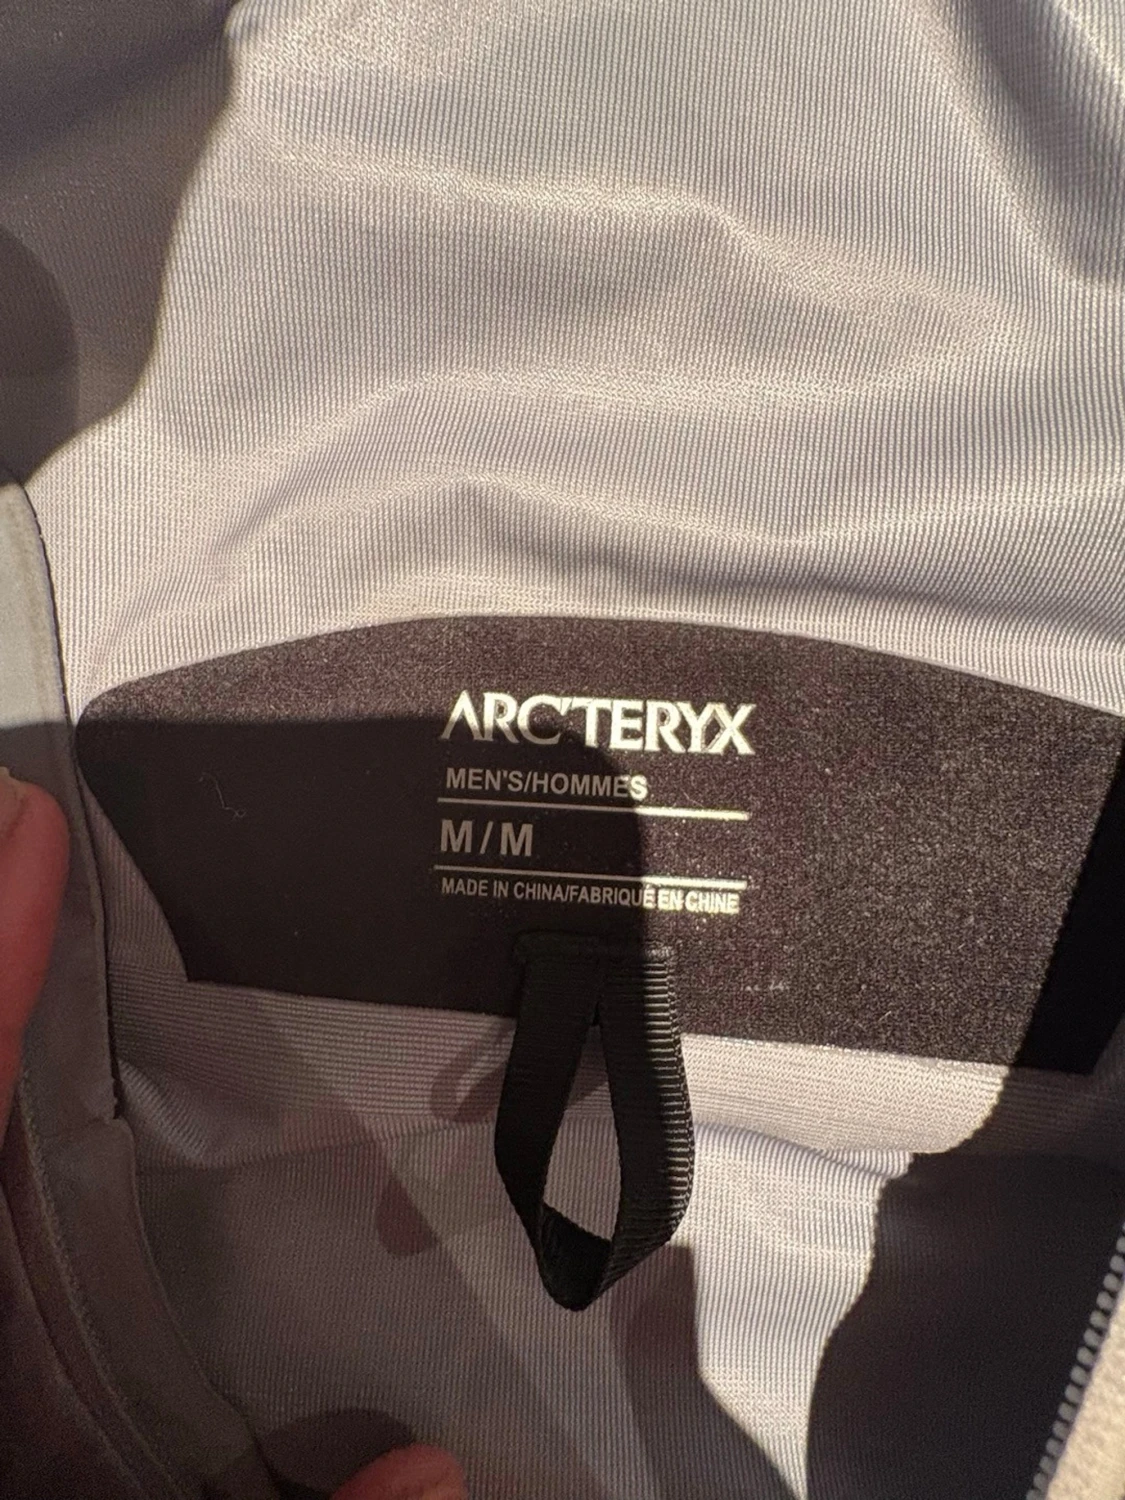 ARC'TERYX
MEN'S/HOMMES
M / M
MADE IN CHINA/FABRIQUÉ EN CHINE